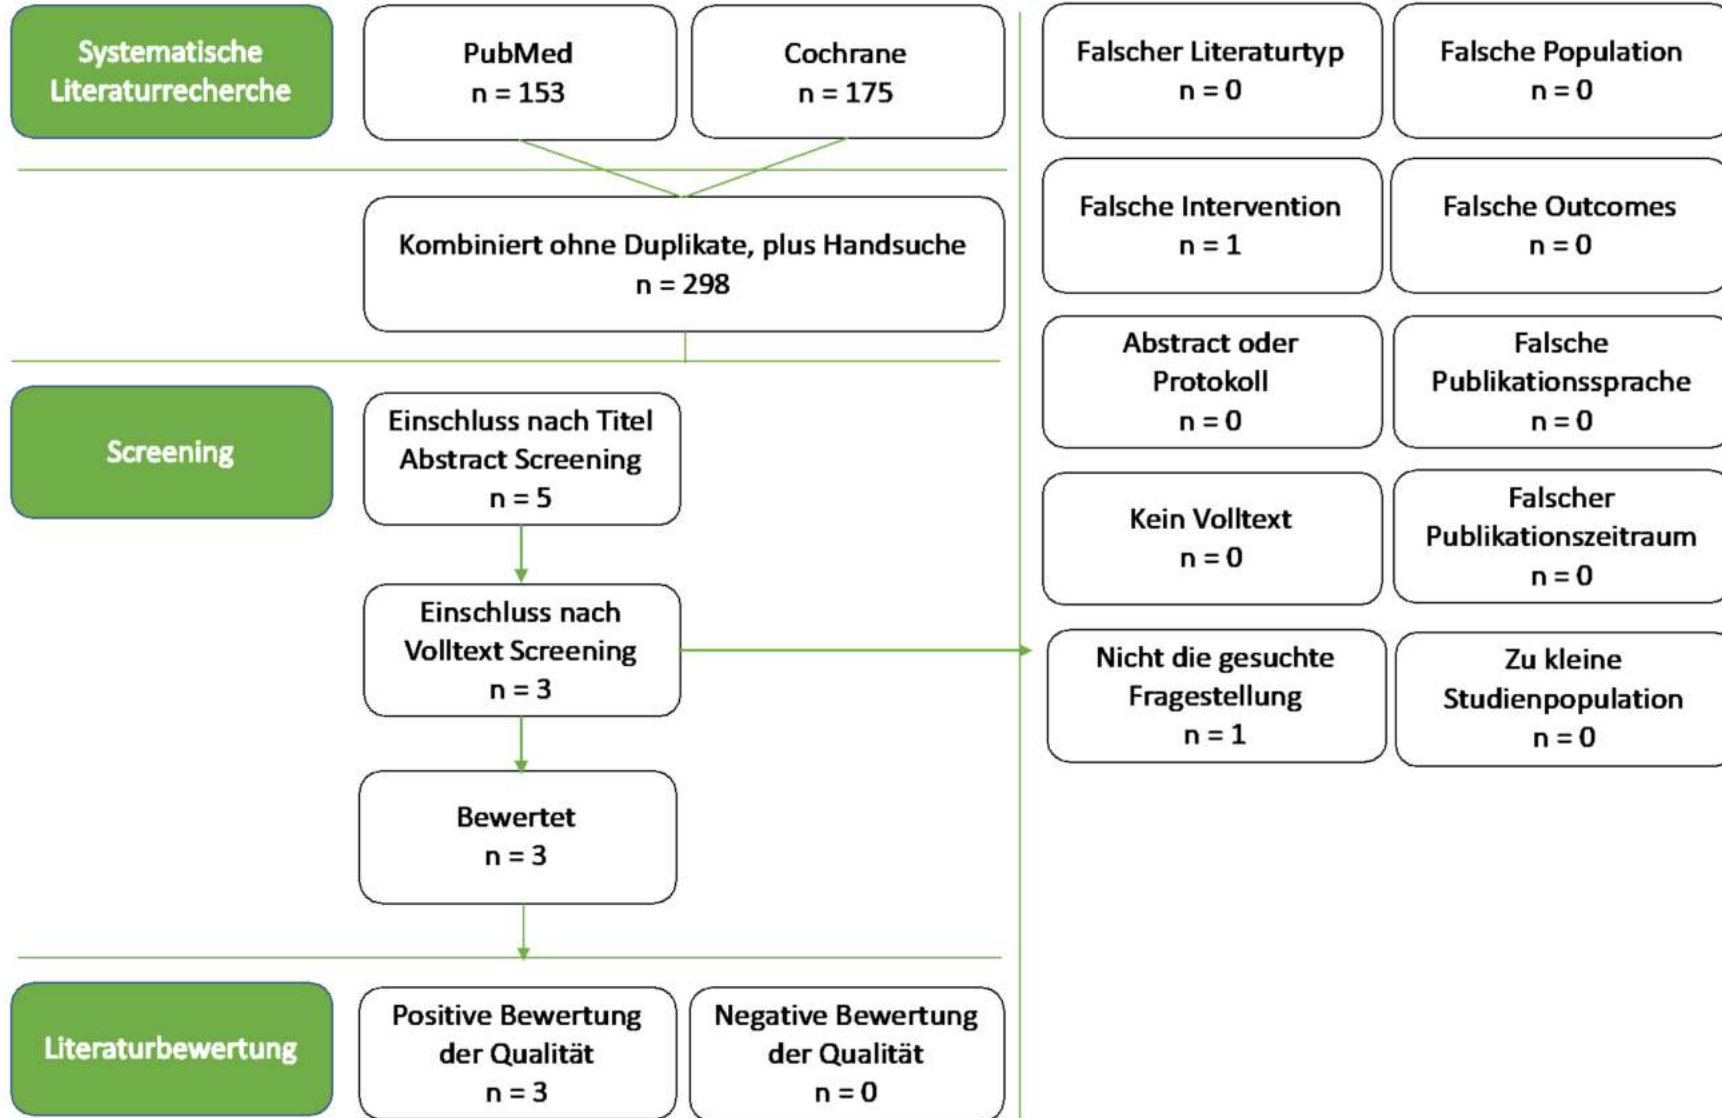 Systematische
Literaturrecherche
PubMed
n = 153
Cochrane
n = 175
Kombiniert ohne Duplikate, plus Handsuche
n = 298
Screening
Einschluss nach Titel
Abstract Screening
n = 5
Einschluss nach
Volltext Screening
n = 3
Bewertet
n = 3
Literaturbewertung
Positive Bewertung
der Qualität
n = 3
Negative Bewertung
der Qualität
n = 0
Falscher Literaturtyp
n = 0
Falsche Population
n = 0
Falsche Intervention
n = 1
Falsche Outcomes
n = 0
Abstract oder
Protokoll
n = 0
Falsche
Publikationssprache
n = 0
Kein Volltext
n = 0
Falscher
Publikationszeitraum
n = 0
Nicht die gesuchte
Fragestellung
n = 1
Zu kleine
Studienpopulation
n = 0